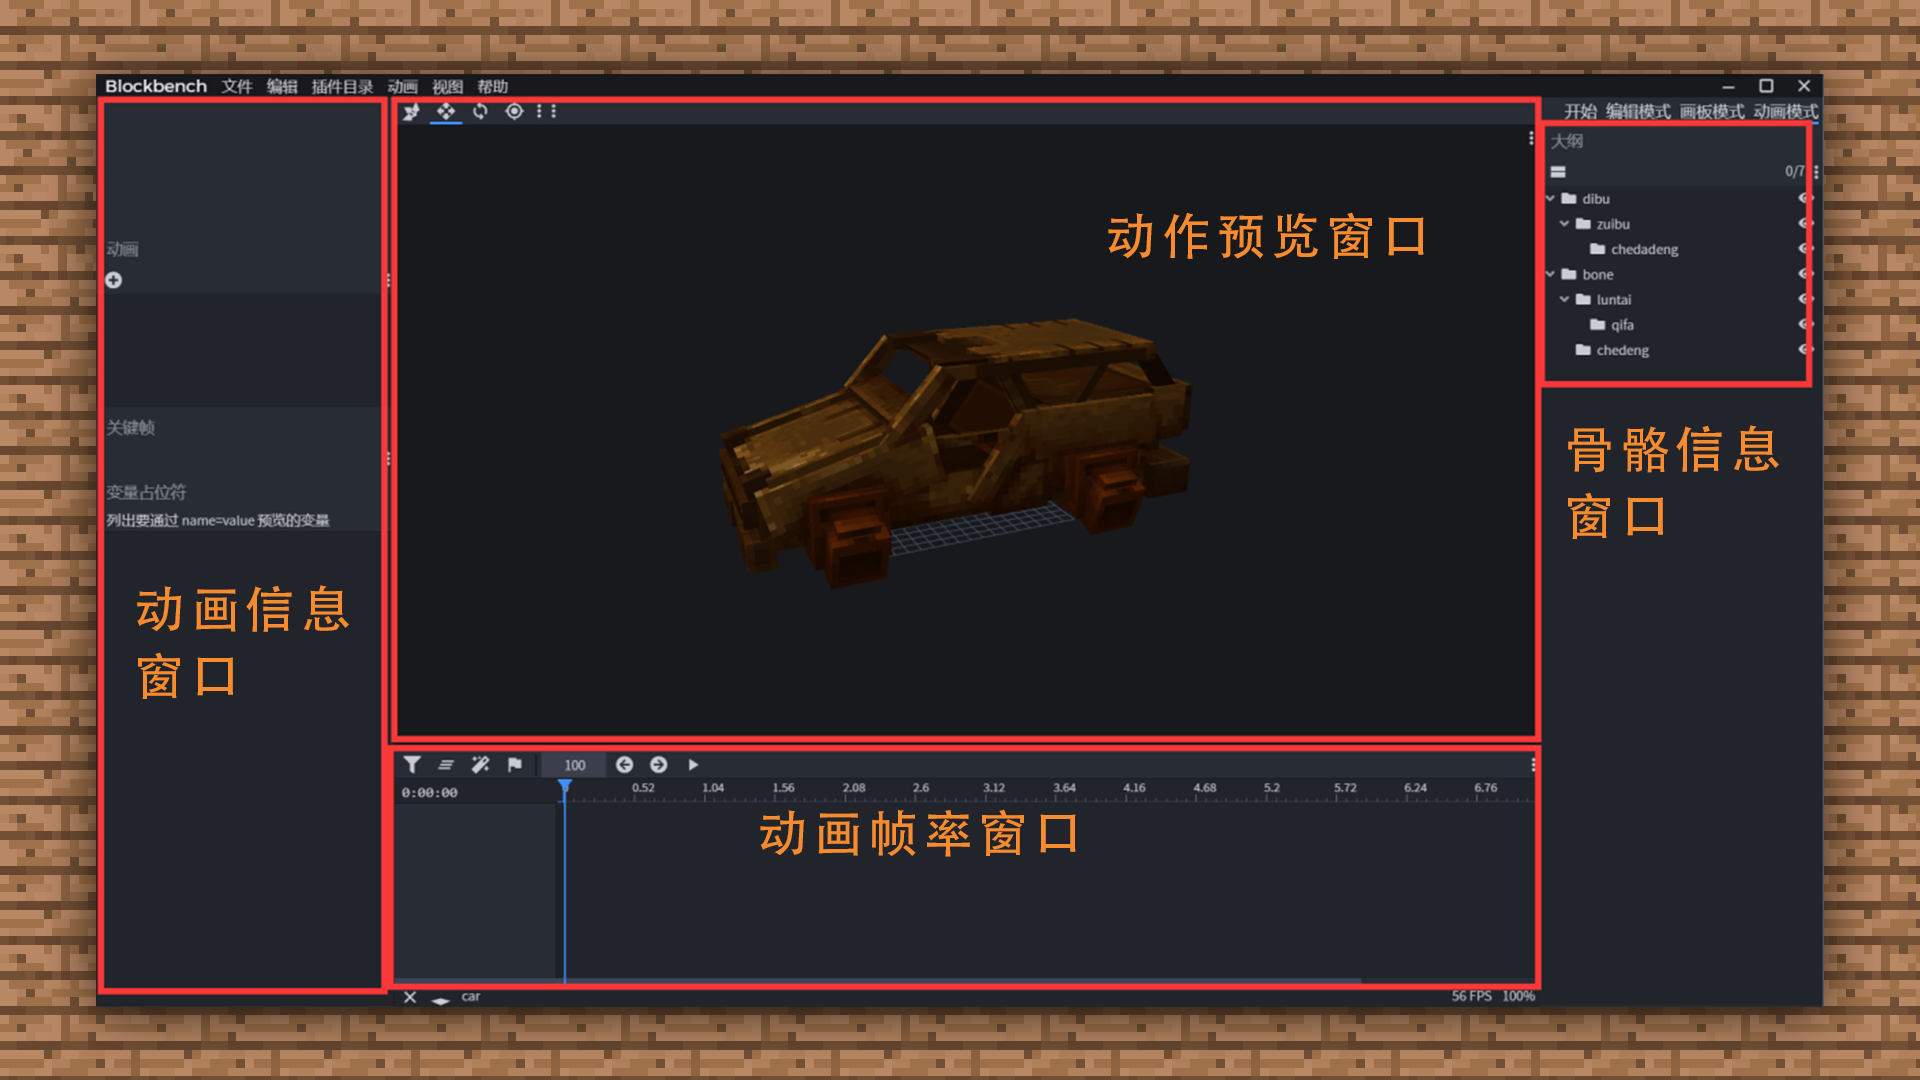 Blockbench 文件 编辑 插件目录 动画 视图 帮助
开始 编辑模式 画板模式 动画模式
大纲
0/7
dibu
zuibu
chedadeng
bone
luntai
qifa
chedeng
骨骼信息
窗口
动作预览窗口
动画
关键帧
变量占位符
列出要通过 name=value 预览的变量
动画信息
窗口
100
0:00:00
0 0.52 1.04 1.56 2.08 2.6 3.12 3.64 4.16 4.68 5.2 5.72 6.24 6.76
动画帧率窗口
car
56 FPS 100%